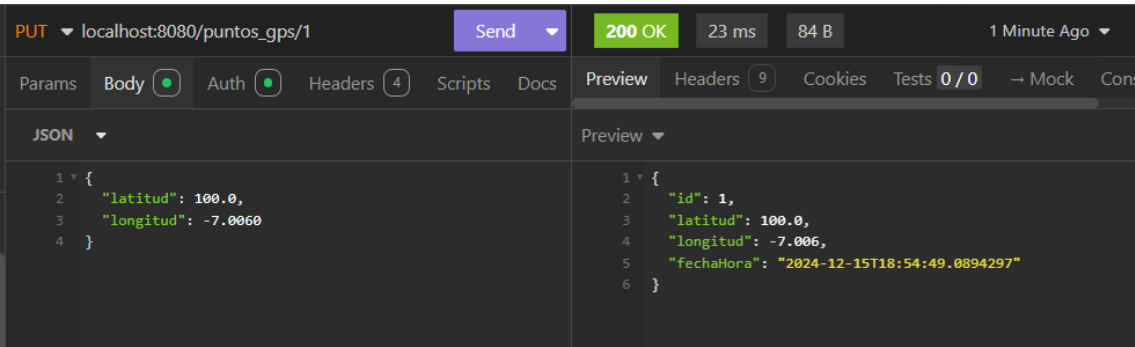 PUT localhost:8080/puntos_gps/1 Send 200 OK 23 ms 84 B 1 Minute Ago
Params Body Auth Headers 4 Scripts Docs Preview Headers 9 Cookies Tests 0 / 0 → Mock Cons
JSON
Preview
1 {
2 "latitud": 100.0,
3 "longitud": -7.0060
4 }
1 {
2 "id": 1,
3 "latitud": 100.0,
4 "longitud": -7.006,
5 "fechaHora": "2024-12-15T18:54:49.0894297"
6 }